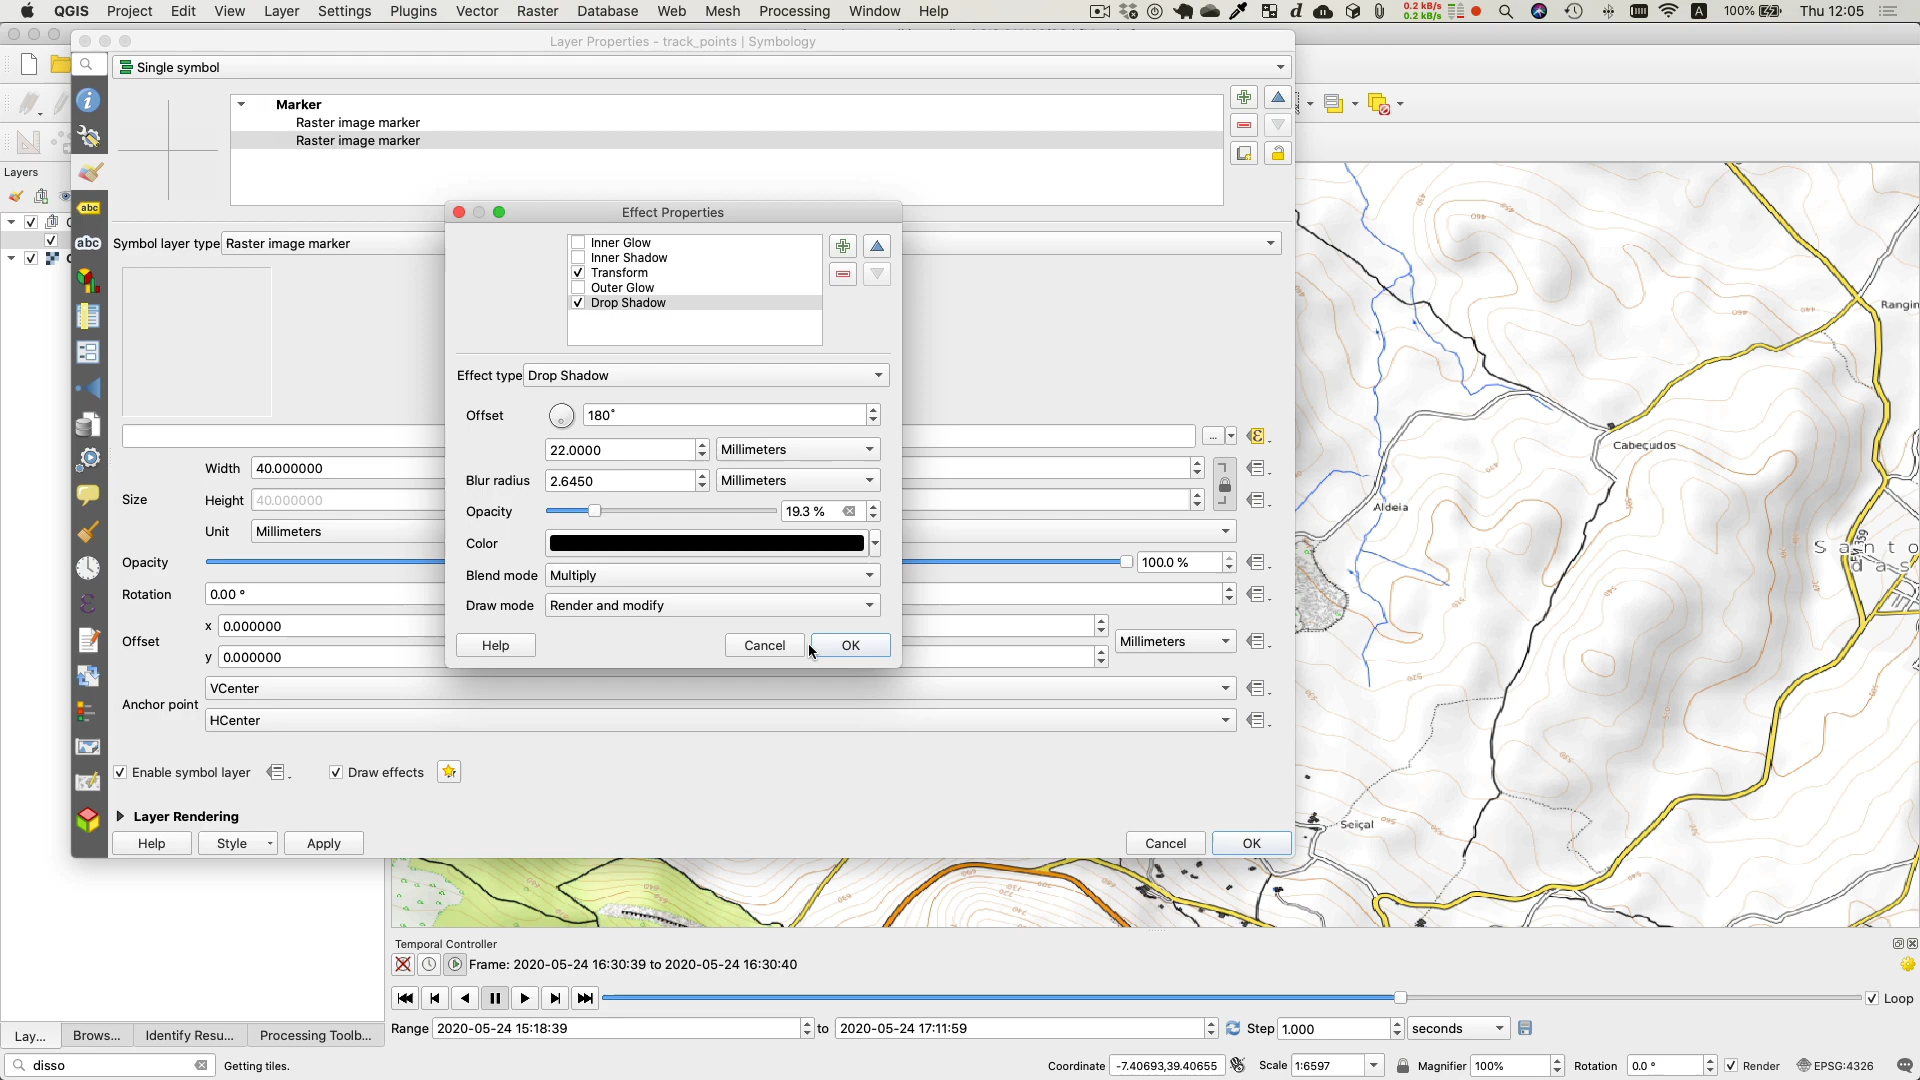 QGIS Project Edit View Layer Settings Plugins Vector Raster Database Web Mesh Processing Window Help 0.2 kB/s 0.2 kB/s A 100% Thu 12:05
Layer Properties - track_points | Symbology
Single symbol
Marker
Raster image marker
Raster image marker
Layers
Symbol layer type Raster image marker
Effect Properties
Inner Glow
Inner Shadow
Transform
Outer Glow
Drop Shadow
Effect type Drop Shadow
Offset 180°
22.0000 Millimeters
Blur radius 2.6450 Millimeters
Opacity 19.3 %
Color
Blend mode Multiply
Draw mode Render and modify
Help Cancel OK
Size
Width 40.000000
Height 40.000000
Unit Millimeters
Opacity 100.0 %
Rotation 0.00 °
Offset
x 0.000000
y 0.000000
Millimeters
Anchor point
VCenter
HCenter
Enable symbol layer Draw effects
Layer Rendering
Help Style Apply Cancel OK
Rangin
Cabeçudos
Aldeia
Santo
das
Seiçal
Temporal Controller
Frame: 2020-05-24 16:30:39 to 2020-05-24 16:30:40
Loop
Range 2020-05-24 15:18:39 to 2020-05-24 17:11:59 Step 1.000 seconds
Lay... Brows... Identify Resu... Processing Toolb...
disso Getting tiles. Coordinate -7.40693,39.40655 Scale 1:6597 Magnifier 100% Rotation 0.0 ° Render EPSG:4326